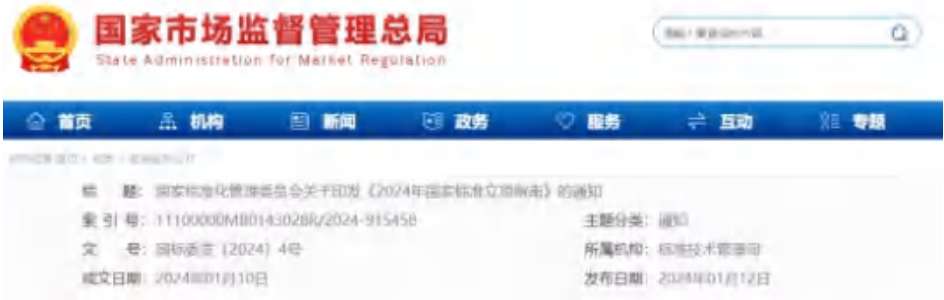 国家市场监督管理总局
State Administration for Market Regulation
首页 机构 新闻 政务 服务 互动 专题
标 题: 国家标准化管理委员会关于印发《2024年国家标准立项指南》的通知
索 引 号: 11100000MB0143028R/2024-915458 主题分类: 通知
文 号: 国标委发〔2024〕4号 所属机构: 标准技术管理司
成文日期: 2024年01月10日 发布日期: 2024年01月12日